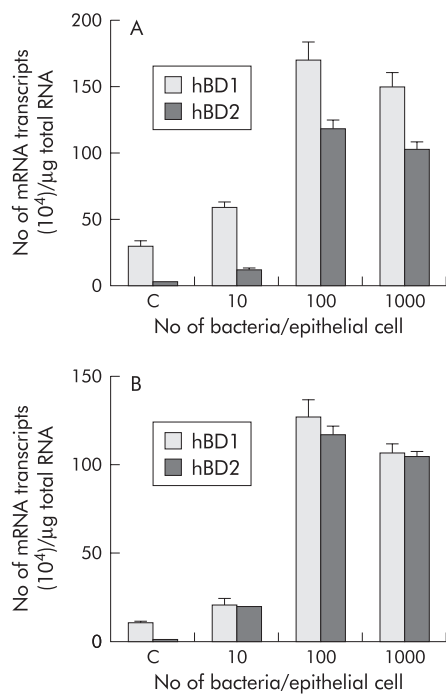 A
200
150
100
50
0
No of mRNA transcripts
(10⁴)/μg total RNA
hBD1
hBD2
C 10 100 1000
No of bacteria/epithelial cell
B
150
100
50
0
No of mRNA transcripts
(10⁴)/μg total RNA
hBD1
hBD2
C 10 100 1000
No of bacteria/epithelial cell